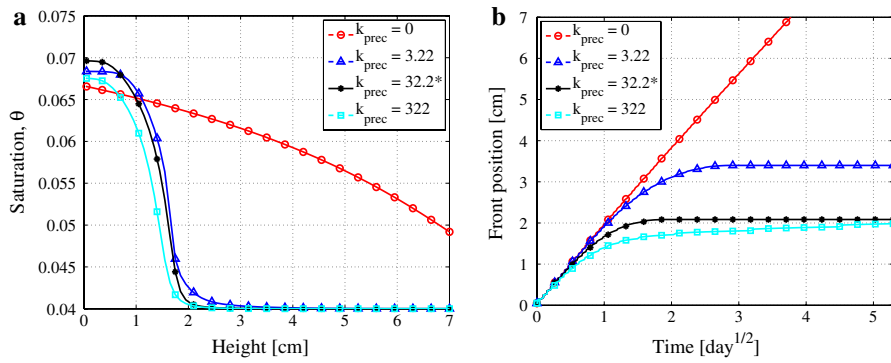 a
Saturation, θ
0.075
0.07
0.065
0.06
0.055
0.05
0.045
0.04
0 1 2 3 4 5 6 7
Height [cm]
k_prec = 0
k_prec = 3.22
k_prec = 32.2*
k_prec = 322
b
Front position [cm]
7
6
5
4
3
2
1
0
0 1 2 3 4 5
Time [day^1/2]
k_prec = 0
k_prec = 3.22
k_prec = 32.2*
k_prec = 322